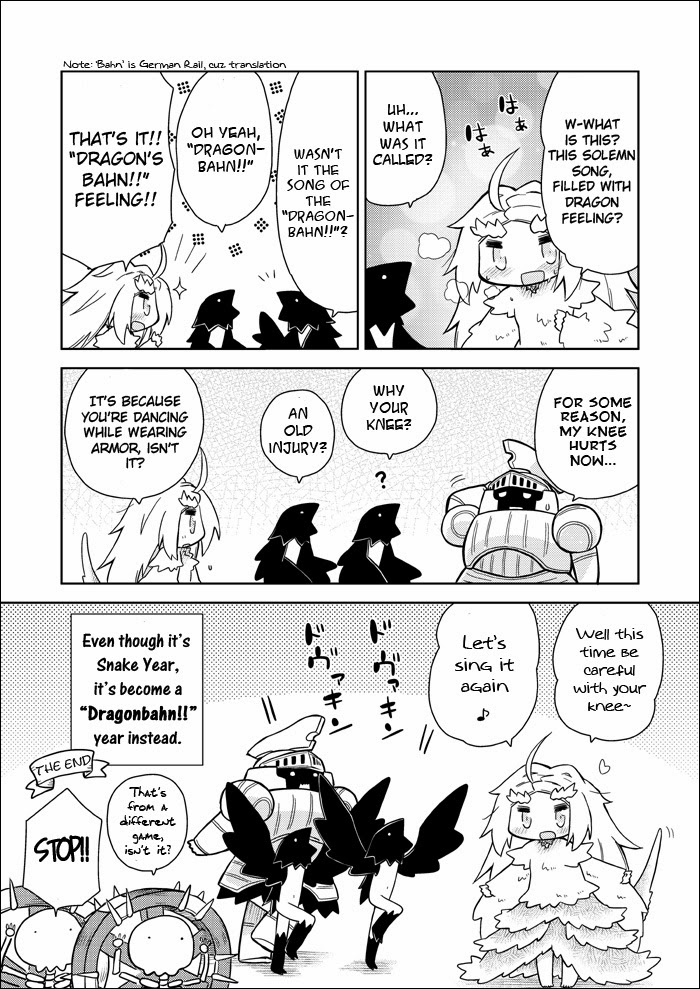 Note: 'Bahn' is German Rail, cuz translation
W-WHAT
IS THIS?
THIS SOLEMN
SONG,
FILLED WITH
DRAGON
FEELING?
はぁ
はぁ
UH...
WHAT
WAS IT
CALLED?
WASN'T
IT THE
SONG OF
THE
"DRAGON-
BAHN!!"?
OH YEAH,
"DRAGON-
BAHN!!"
THAT'S IT!!
"DRAGON'S
BAHN!!"
FEELING!!
FOR SOME
REASON,
MY KNEE
HURTS
NOW...
WHY
YOUR
KNEE?
?
AN
OLD
INJURY?
IT'S BECAUSE
YOU'RE DANCING
WHILE WEARING
ARMOR, ISN'T
IT?
Well this
time be
careful
with your
knee~
Let's
sing it
again
♪
ドヴァキン
ドヴァキン
Even though it's
Snake Year,
it's become a
"Dragonbahn!!"
year instead.
THE END
That's
from a
different
game,
isn't it?
STOP!!